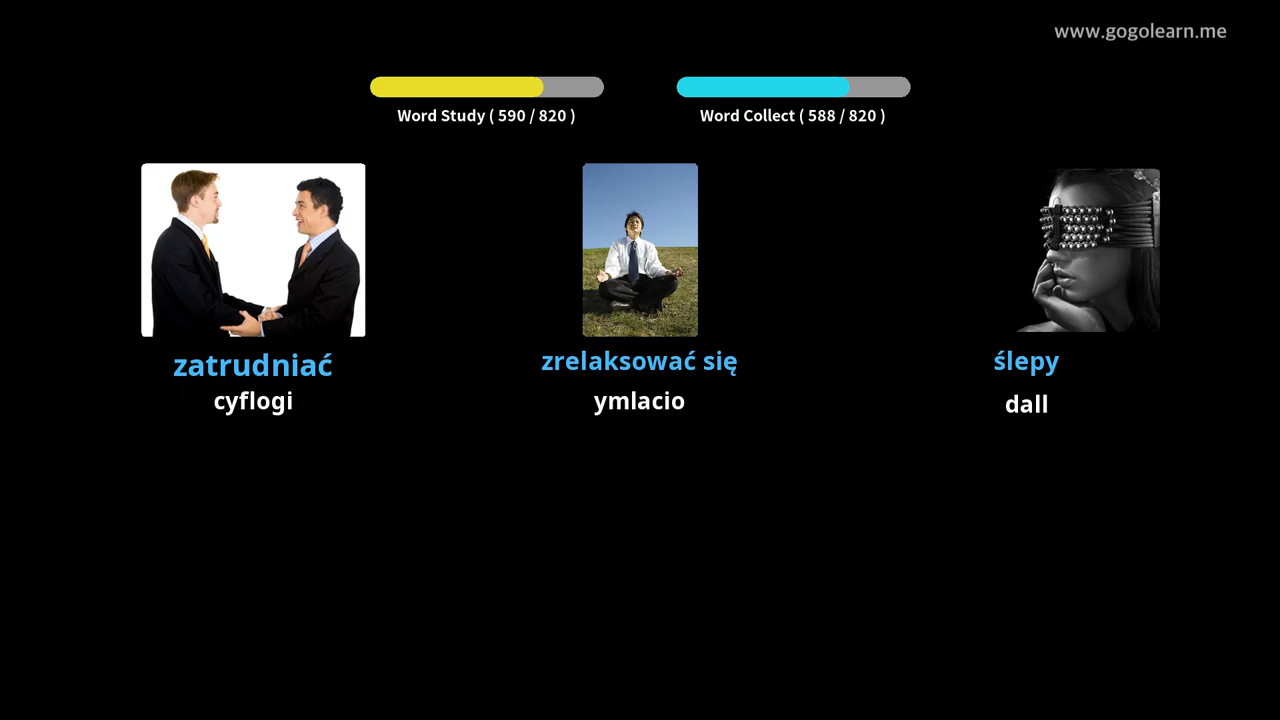 www.gogolearn.me
Word Study ( 590 / 820 )
Word Collect ( 588 / 820 )
zatrudniać
cyflogi
zrelaksować się
ymlacio
ślepy
dall